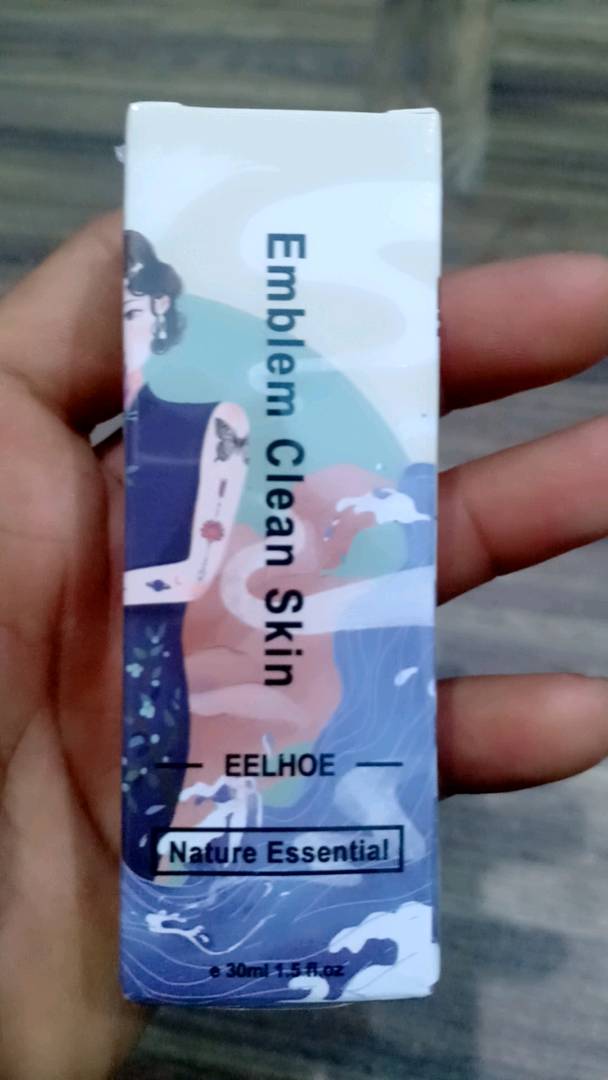 Emblem Clean Skin
EELHOE
Nature Essential
e 30ml 1.5 fl.oz